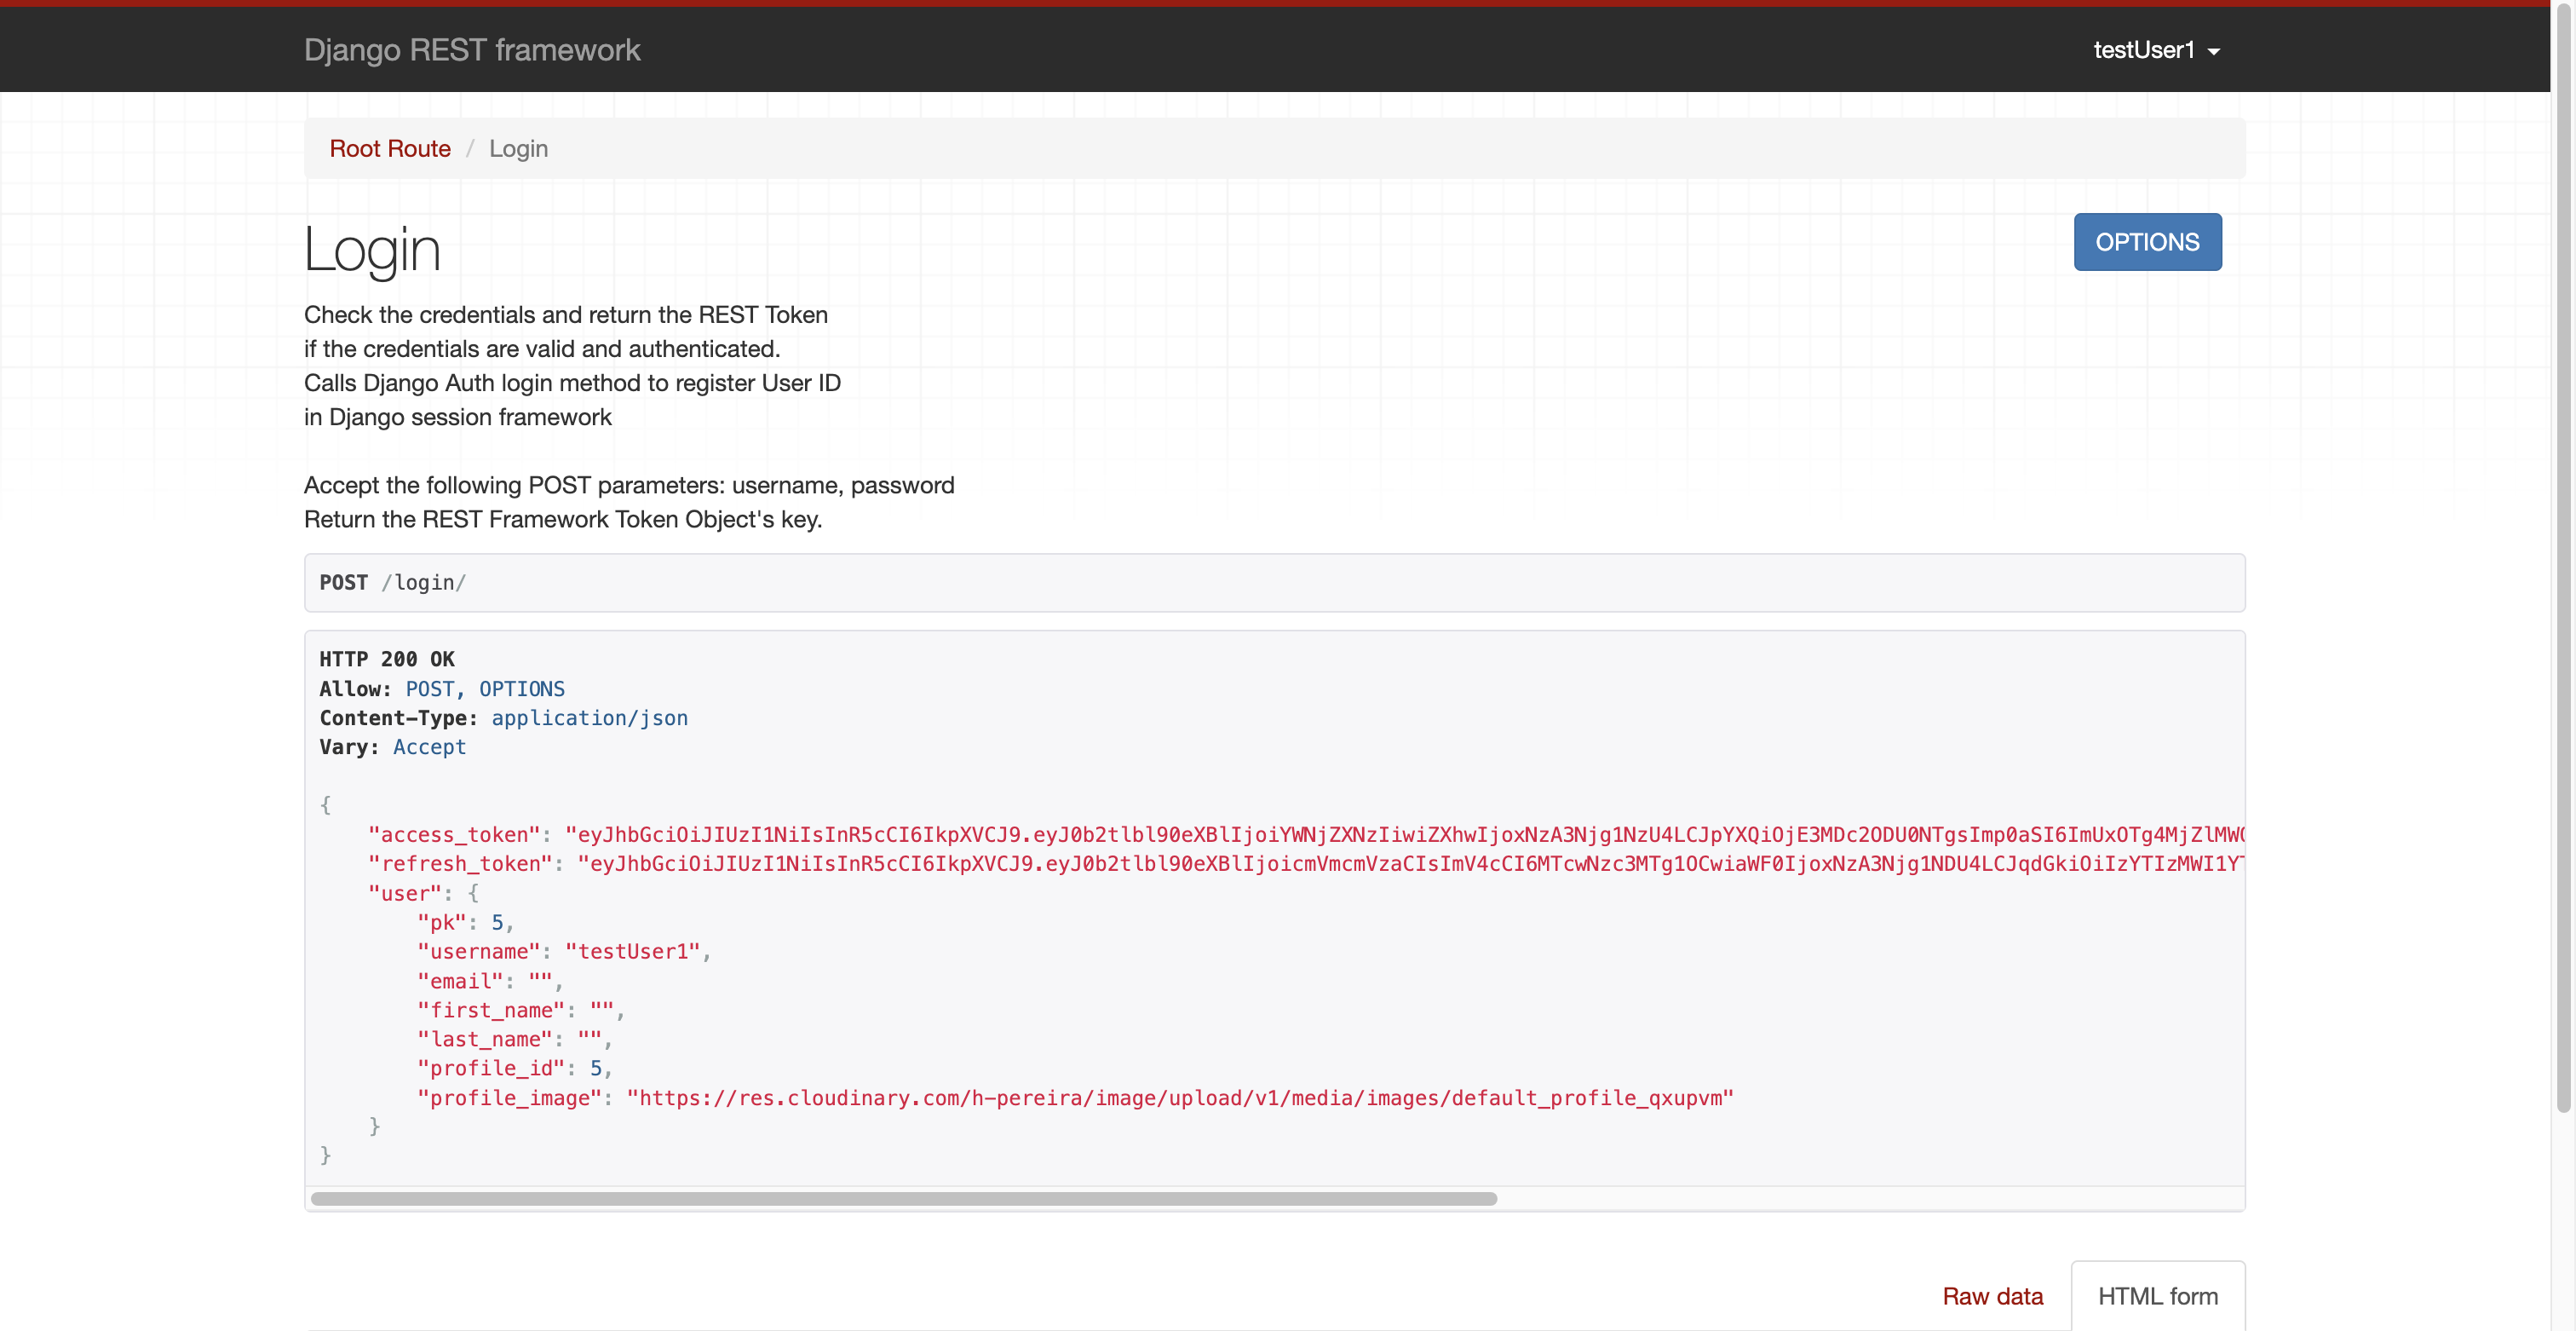 Django REST framework
testUser1
Root Route / Login
Login
OPTIONS
Check the credentials and return the REST Token
if the credentials are valid and authenticated.
Calls Django Auth login method to register User ID
in Django session framework
Accept the following POST parameters: username, password
Return the REST Framework Token Object's key.
POST /login/
HTTP 200 OK
Allow: POST, OPTIONS
Content-Type: application/json
Vary: Accept
{
"access_token": "eyJhbGciOiJIUzI1NiIsInR5cCI6IkpXVCJ9.eyJ0b2tlbl90eXBlIjoiYWNjZXNzIiwiZXhwIjoxNzA3Njg1NzU4LCJpYXQiOjE3MDc2ODU0NTgsImp0aSI6ImUxOTg4MjZlMW
"refresh_token": "eyJhbGciOiJIUzI1NiIsInR5cCI6IkpXVCJ9.eyJ0b2tlbl90eXBlIjoicmVmcmVzaCIsImV4cCI6MTcwNzc3MTg1OCwiaWF0IjoxNzA3Njg1NDU4LCJqdGkiOiIzYTIzMWI1Y
"user": {
"pk": 5,
"username": "testUser1",
"email": "",
"first_name": "",
"last_name": "",
"profile_id": 5,
"profile_image": "https://res.cloudinary.com/h-pereira/image/upload/v1/media/images/default_profile_qxupvm"
}
}
Raw data
HTML form